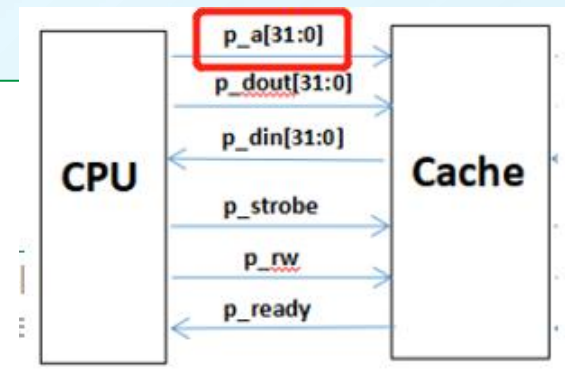 p_a[31:0]
p_dout[31:0]
p_din[31:0]
CPU
Cache
p_strobe
p_rw
p_ready